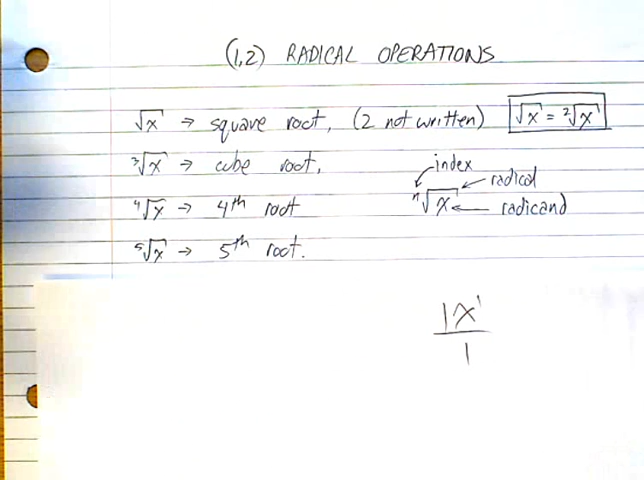 (1,2) RADICAL OPERATIONS
√x ⇒ square root, (2 not written) √x = ²√x
³√x ⇒ cube root,
index
radical
⁴√x → 4th root
ⁿ√x radicand
⁵√x → 5th root.
1x¹
1